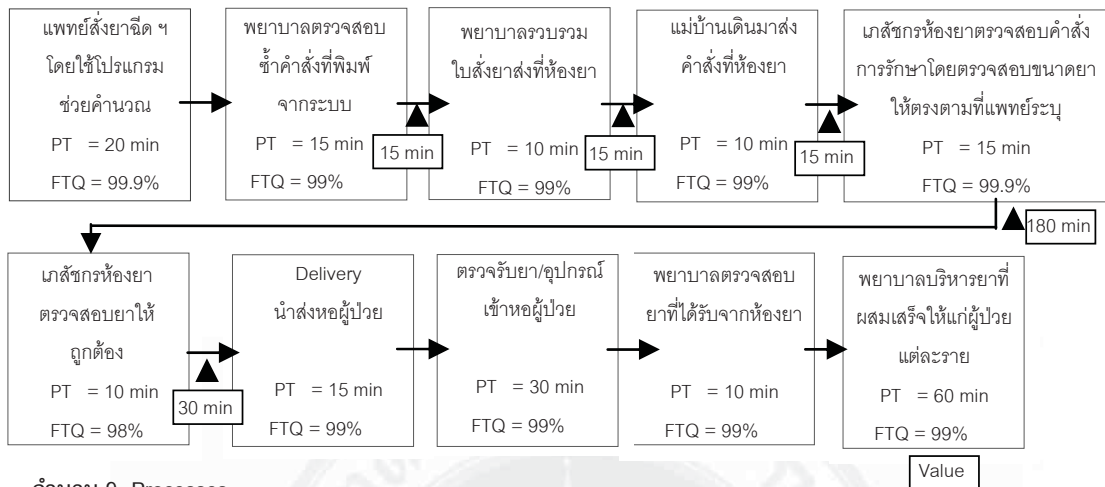 แพทย์สั่งยาฉีด ฯ
โดยใช้โปรแกรม
ช่วยคำนวณ
PT = 20 min
FTQ = 99.9%
พยาบาลตรวจสอบ
ซ้ำคำสั่งที่พิมพ์
จากระบบ
PT = 15 min
FTQ = 99%
15 min
พยาบาลรวบรวม
ใบสั่งยาส่งที่ห้องยา
PT = 10 min
FTQ = 99%
15 min
แม่บ้านเดินมาส่ง
คำสั่งที่ห้องยา
PT = 10 min
FTQ = 99%
15 min
เภสัชกรห้องยาตรวจสอบคำสั่ง
การรักษาโดยตรวจสอบขนาดยา
ให้ตรงตามที่แพทย์ระบุ
PT = 15 min
FTQ = 99.9%
180 min
เภสัชกรห้องยา
ตรวจสอบยาให้
ถูกต้อง
PT = 10 min
FTQ = 98%
30 min
Delivery
นำส่งหอผู้ป่วย
PT = 15 min
FTQ = 99%
ตรวจรับยา/อุปกรณ์
เข้าหอผู้ป่วย
PT = 30 min
FTQ = 99%
พยาบาลตรวจสอบ
ยาที่ได้รับจากห้องยา
PT = 10 min
FTQ = 99%
พยาบาลบริหารยาที่
ผสมเสร็จให้แก่ผู้ป่วย
แต่ละราย
PT = 60 min
FTQ = 99%
Value